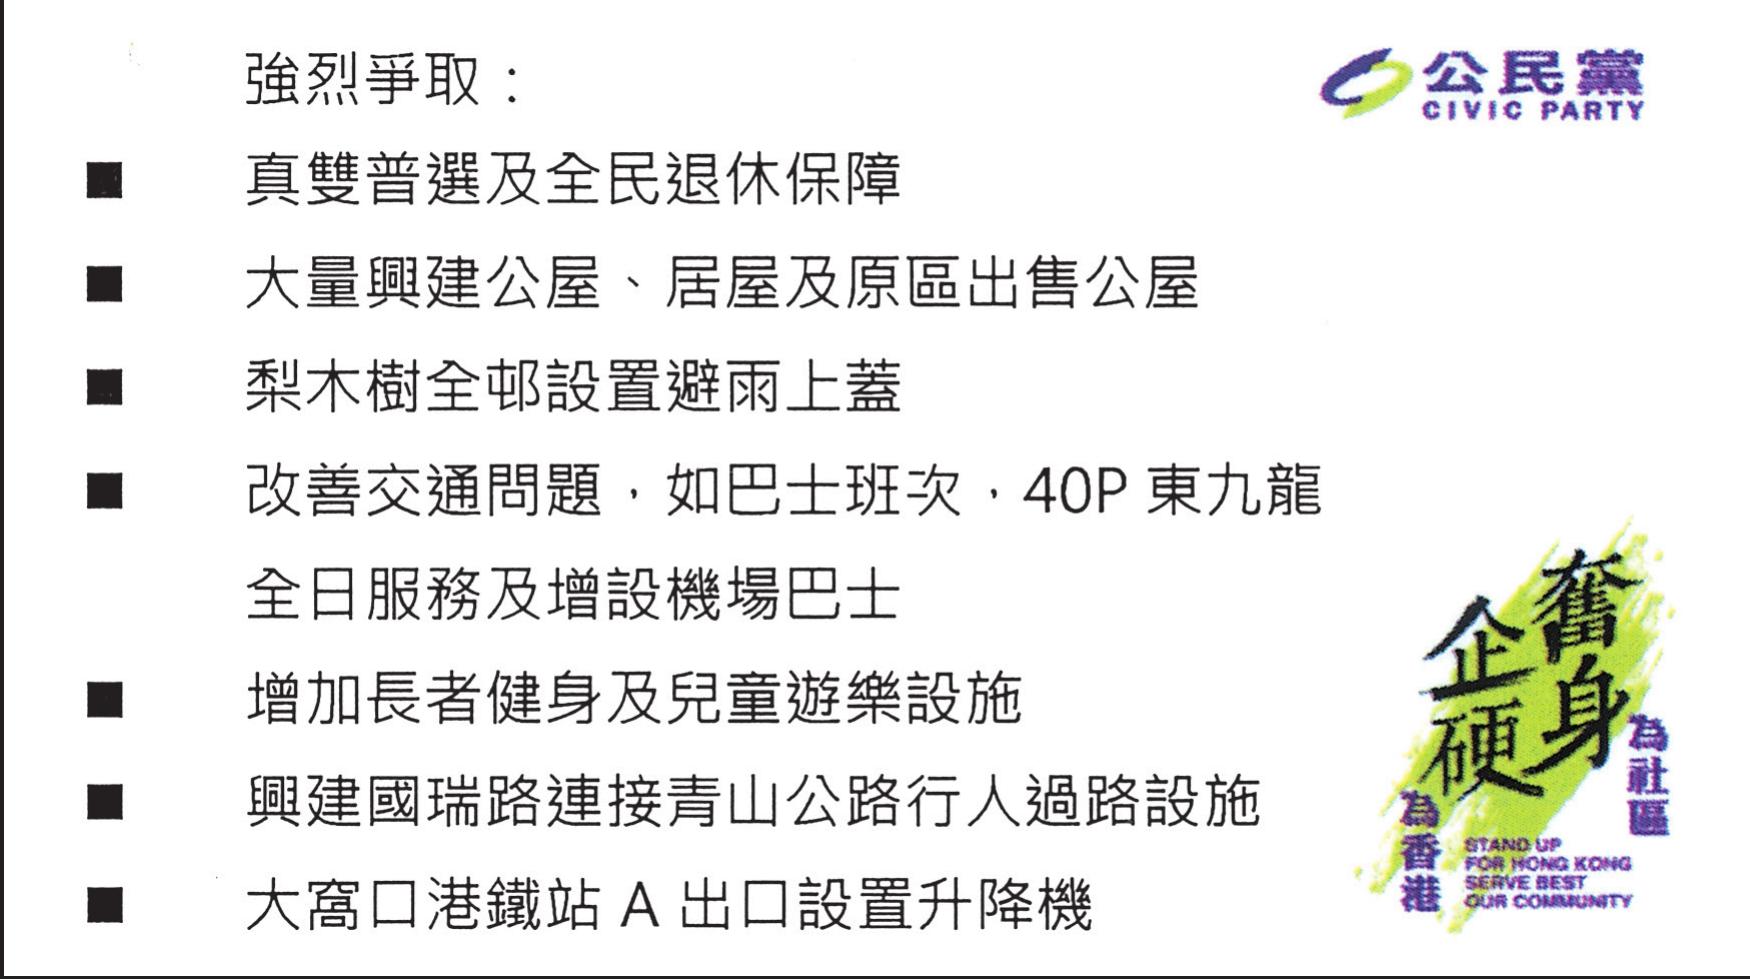 強烈爭取：
公民黨
CIVIC PARTY
■ 真雙普選及全民退休保障
■ 大量興建公屋、居屋及原區出售公屋
■ 梨木樹全邨設置避雨上蓋
■ 改善交通問題，如巴士班次，40P 東九龍
全日服務及增設機場巴士
■ 增加長者健身及兒童遊樂設施
■ 興建國瑞路連接青山公路行人過路設施
■ 大窩口港鐵站 A 出口設置升降機
奮身
企硬
為社區
為香港
STAND UP
FOR HONG KONG
SERVE BEST
OUR COMMUNITY